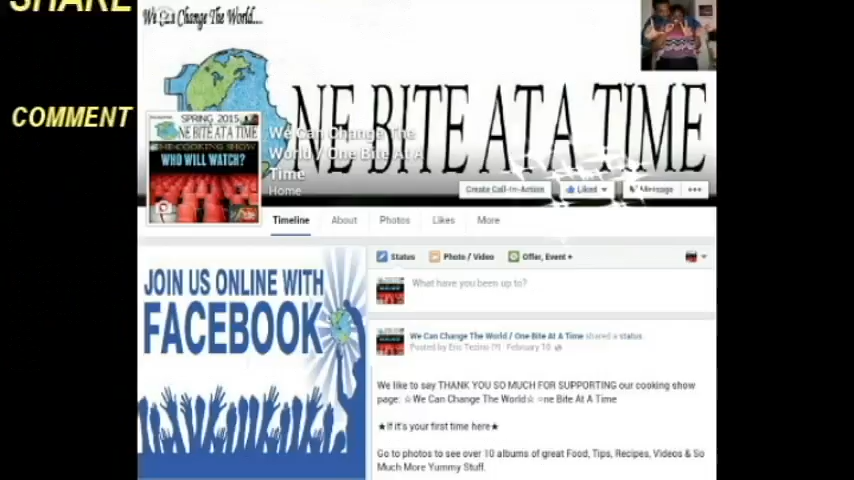 SHARE
We Can Change The World....
COMMENT
NE BITE AT A TIME
SPRING 2015
NE BITE AT A TIME
THE COOKING SHOW
WHO WILL WATCH?
We Can Change The
World / One Bite At A
Time
Home
Create Call-to-Action
Liked
Message
Timeline
About
Photos
Likes
More
Status
Photo / Video
Offer, Event +
What have you been up to?
JOIN US ONLINE WITH
FACEBOOK
We Can Change The World / One Bite At A Time shared a status.
February 10
We like to say THANK YOU SO MUCH FOR SUPPORTING our cooking show
page: ☆We Can Change The World☆ ne Bite At A Time
★If it's your first time here★
Go to photos to see over 10 albums of great Food, Tips, Recipes, Videos & So
Much More Yummy Stuff.